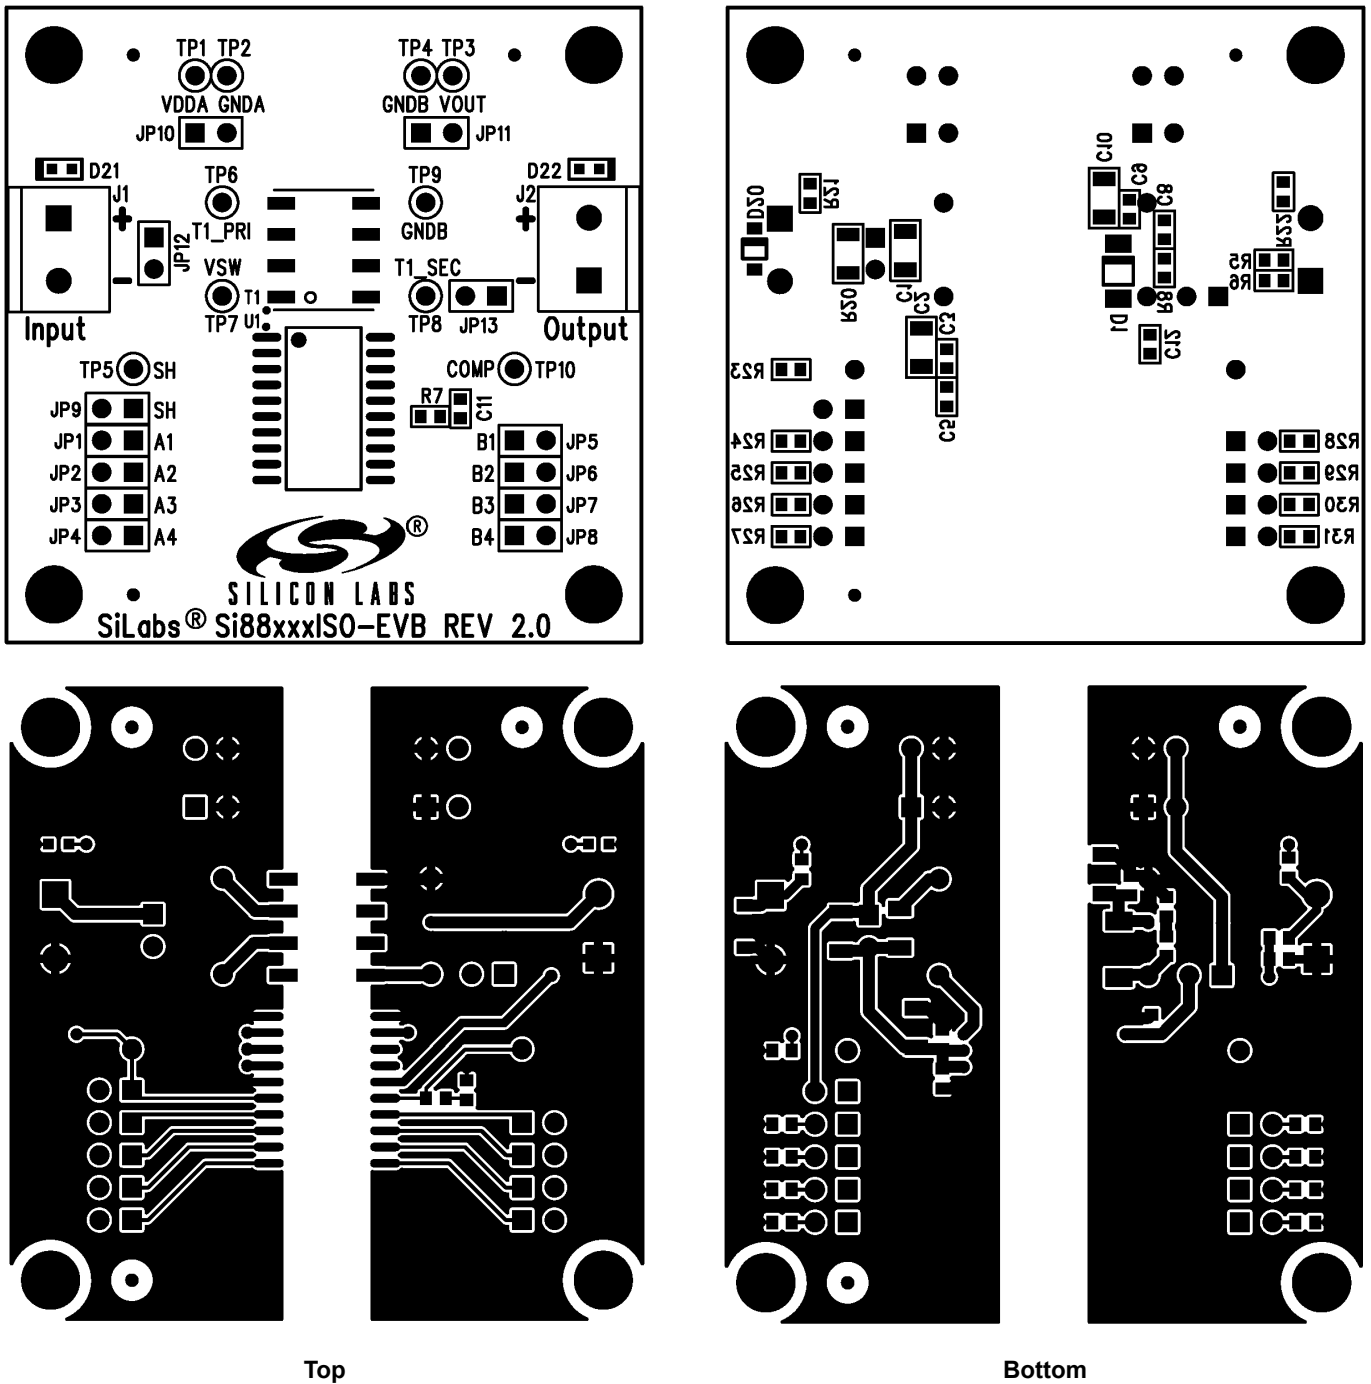 TP1 TP2
VDDA GNDA
JP10
TP4 TP3
GNDB VOUT
JP11
D21
J1
+
-
Input
JP12
TP6
T1_PRI
VSW
TP7
T1
U1
TP9
GNDB
T1_SEC
TP8
JP13
D22
J2
+
-
Output
TP5 SH
JP9 SH
JP1 A1
JP2 A2
JP3 A3
JP4 A4
COMP TP10
R7
C11
B1 JP5
B2 JP6
B3 JP7
B4 JP8
®
SILICON LABS
SiLabs® Si88xxxISO-EVB REV 2.0
D20
R21
R20
C1
C2
C3
C5
R23
R24
R25
R26
R27
C10
C9
C8
R8
D1
C12
R22
R5
R6
R28
R29
R30
R31
Top
Bottom